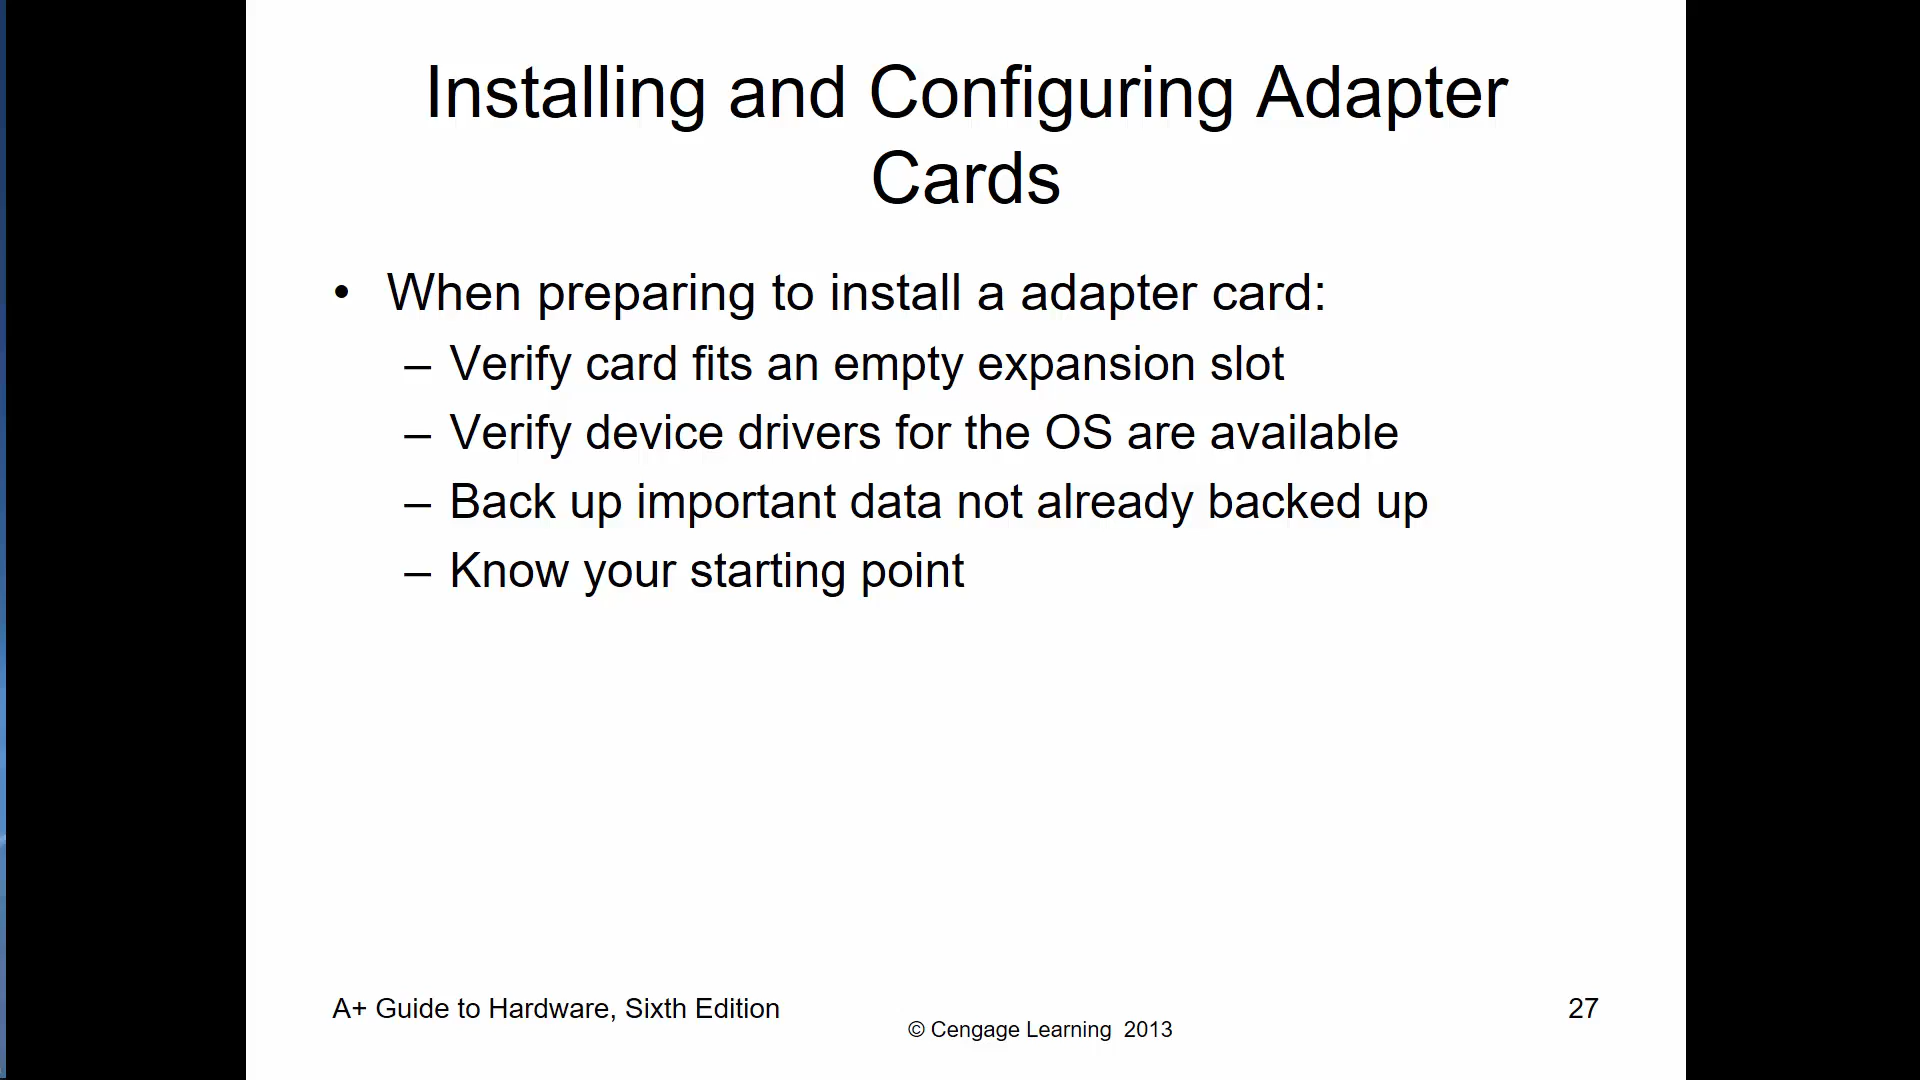 Installing and Configuring Adapter
Cards
• When preparing to install a adapter card:
– Verify card fits an empty expansion slot
– Verify device drivers for the OS are available
– Back up important data not already backed up
– Know your starting point
A+ Guide to Hardware, Sixth Edition
© Cengage Learning 2013
27